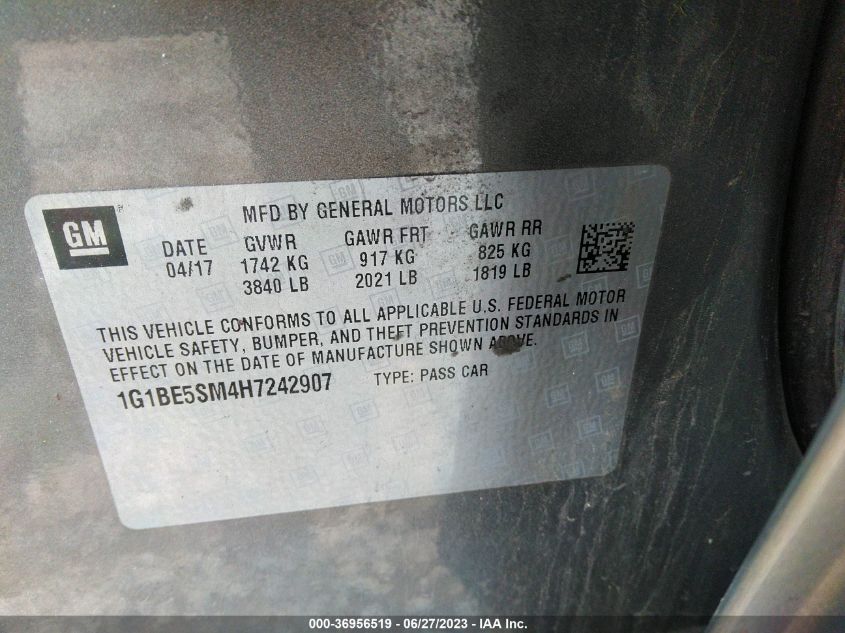 GM
MFD BY GENERAL MOTORS LLC
DATE GVWR GAWR FRT GAWR RR
04/17 1742 KG 917 KG 825 KG
3840 LB 2021 LB 1819 LB
THIS VEHICLE CONFORMS TO ALL APPLICABLE U.S. FEDERAL MOTOR
VEHICLE SAFETY, BUMPER, AND THEFT PREVENTION STANDARDS IN
EFFECT ON THE DATE OF MANUFACTURE SHOWN ABOVE.
1G1BE5SM4H7242907 TYPE: PASS CAR
000-36956519 - 06/27/2023 - IAA Inc.